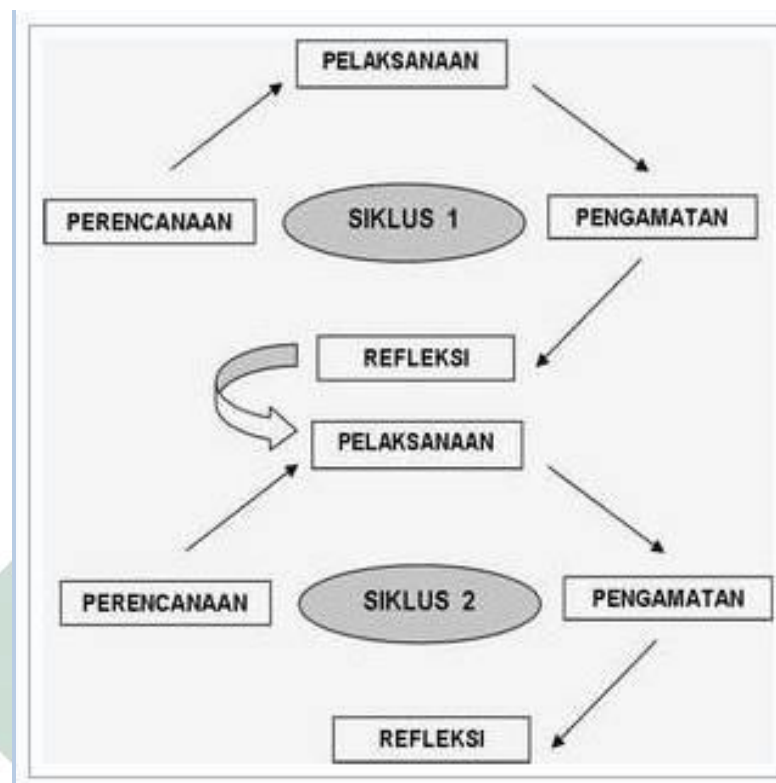 PELAKSANAAN
PERENCANAAN
SIKLUS 1
PENGAMATAN
REFLEKSI
PELAKSANAAN
PERENCANAAN
SIKLUS 2
PENGAMATAN
REFLEKSI